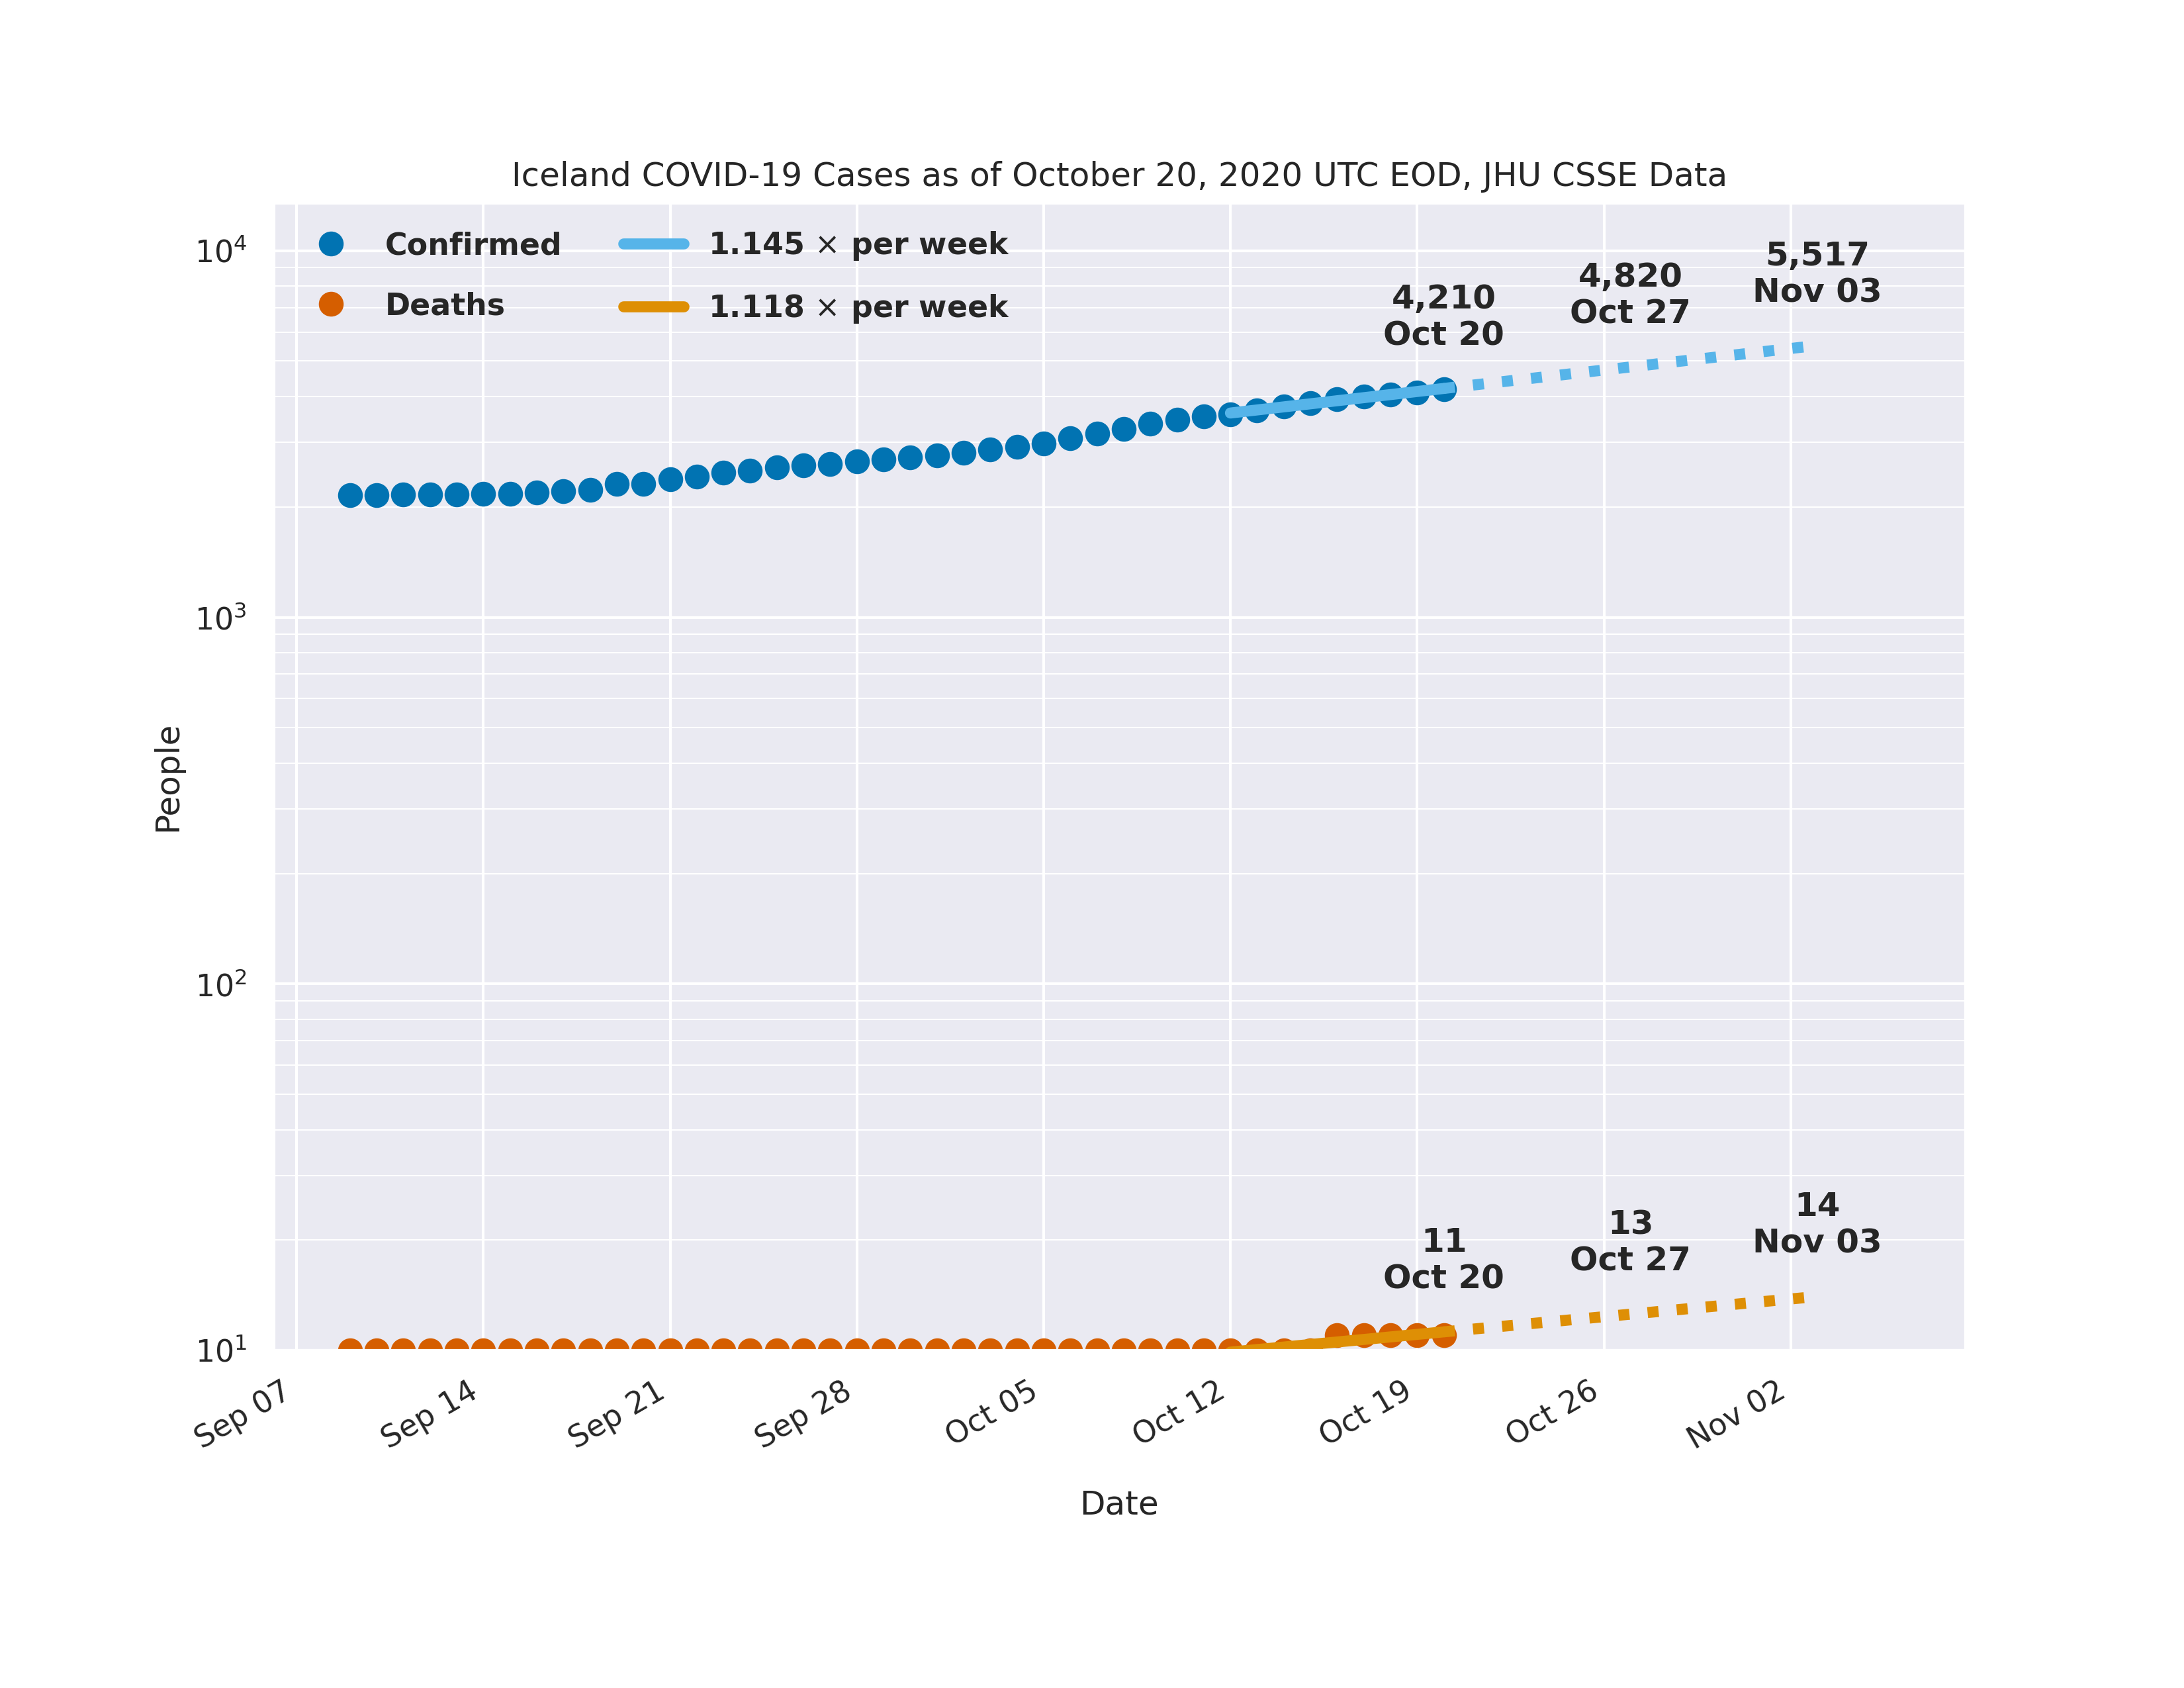 Iceland COVID-19 Cases as of October 20, 2020 UTC EOD, JHU CSSE Data
Confirmed
Deaths
1.145 × per week
1.118 × per week
4,210
Oct 20
4,820
Oct 27
5,517
Nov 03
11
Oct 20
13
Oct 27
14
Nov 03
People
10⁴
10³
10²
10¹
Sep 07
Sep 14
Sep 21
Sep 28
Oct 05
Oct 12
Oct 19
Oct 26
Nov 02
Date